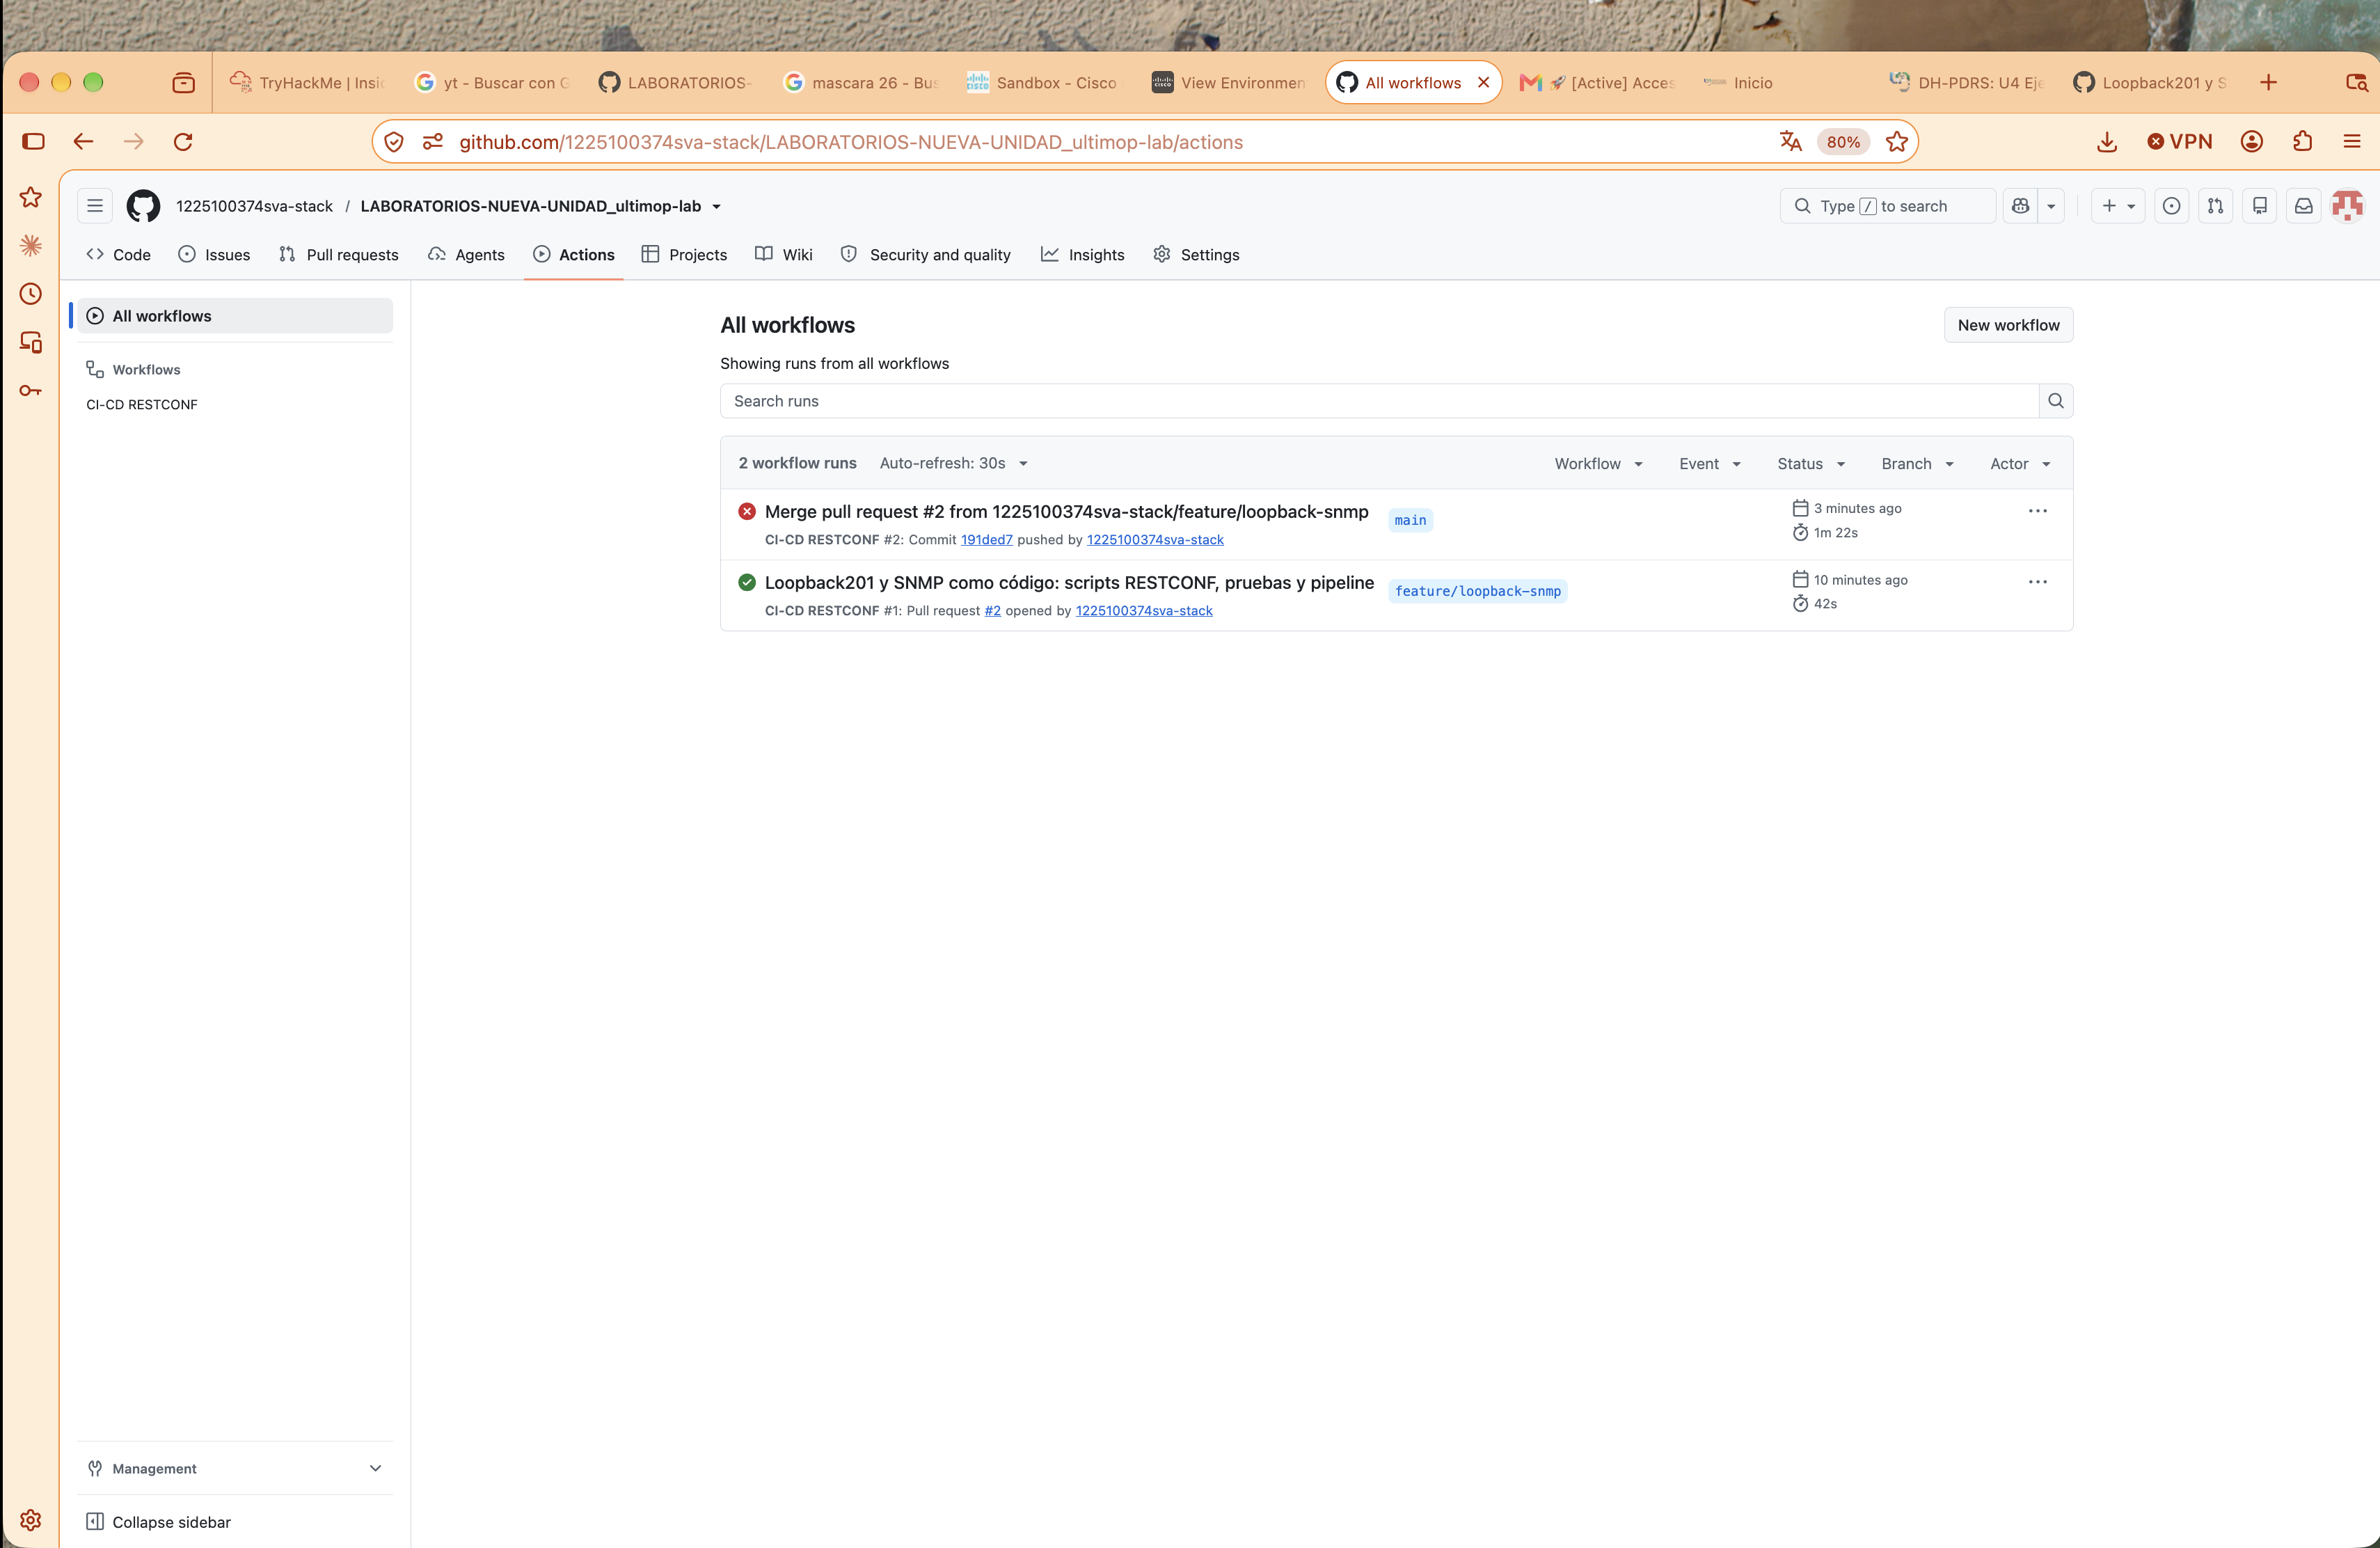 TryHackMe | Insi
yt - Buscar con G
LABORATORIOS-
mascara 26 - Bus
Sandbox - Cisco
View Environmen
All workflows
[Active] Acces
Inicio
DH-PDRS: U4 Eje
Loopback201 y S
github.com/1225100374sva-stack/LABORATORIOS-NUEVA-UNIDAD_ultimop-lab/actions
80%
VPN
1225100374sva-stack / LABORATORIOS-NUEVA-UNIDAD_ultimop-lab
Type / to search
Code
Issues
Pull requests
Agents
Actions
Projects
Wiki
Security and quality
Insights
Settings
All workflows
Workflows
CI-CD RESTCONF
All workflows
New workflow
Showing runs from all workflows
Search runs
2 workflow runs
Auto-refresh: 30s
Workflow
Event
Status
Branch
Actor
Merge pull request #2 from 1225100374sva-stack/feature/loopback-snmp
main
3 minutes ago
CI-CD RESTCONF #2: Commit 191ded7 pushed by 1225100374sva-stack
1m 22s
Loopback201 y SNMP como código: scripts RESTCONF, pruebas y pipeline
feature/loopback-snmp
10 minutes ago
CI-CD RESTCONF #1: Pull request #2 opened by 1225100374sva-stack
42s
Management
Collapse sidebar